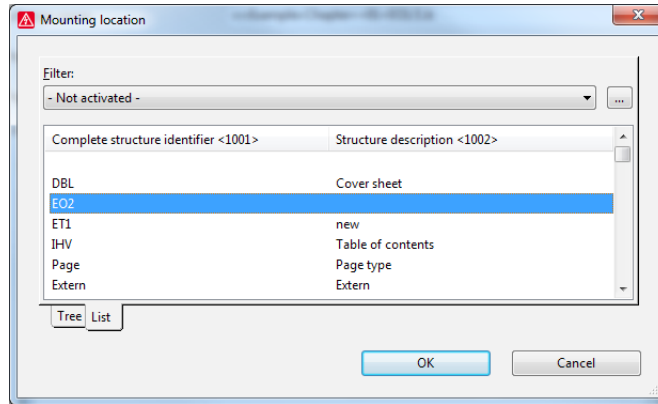 Mounting location
Filter:
- Not activated -
...
Complete structure identifier <1001> Structure description <1002>
DBL Cover sheet
EO2
ET1 new
IHV Table of contents
Page Page type
Extern Extern
Tree List
OK Cancel